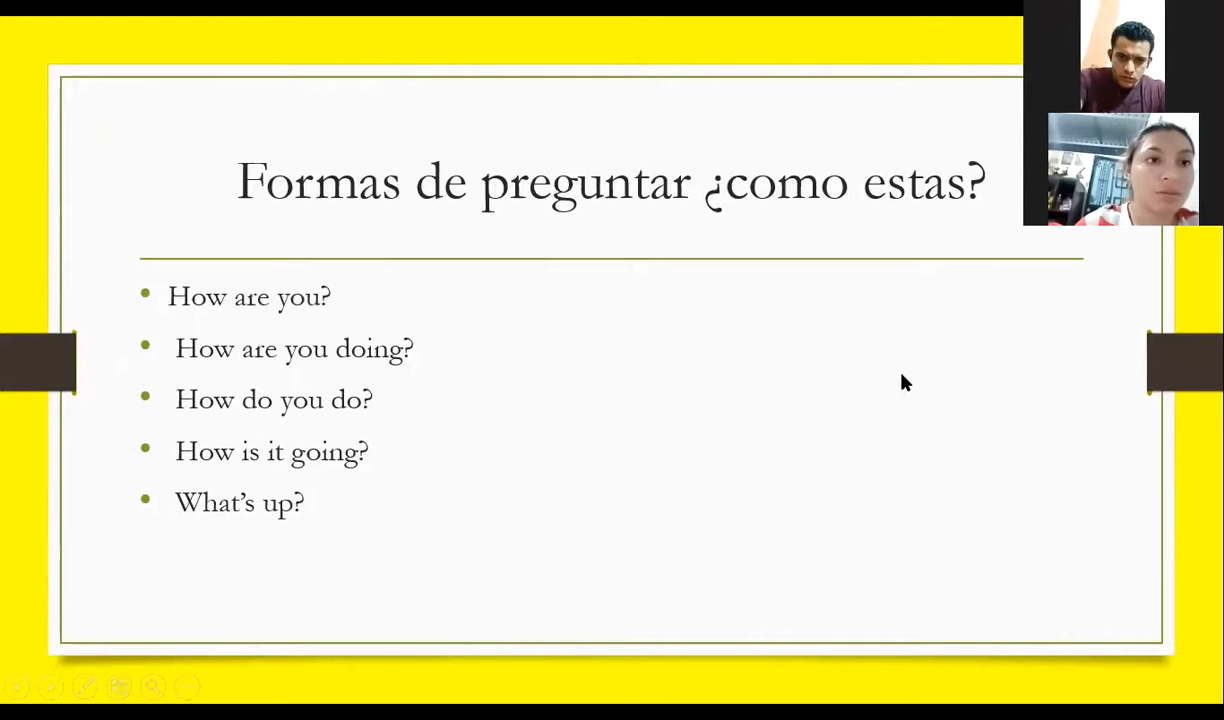 Formas de preguntar ¿como estas?
How are you?
How are you doing?
How do you do?
How is it going?
What's up?